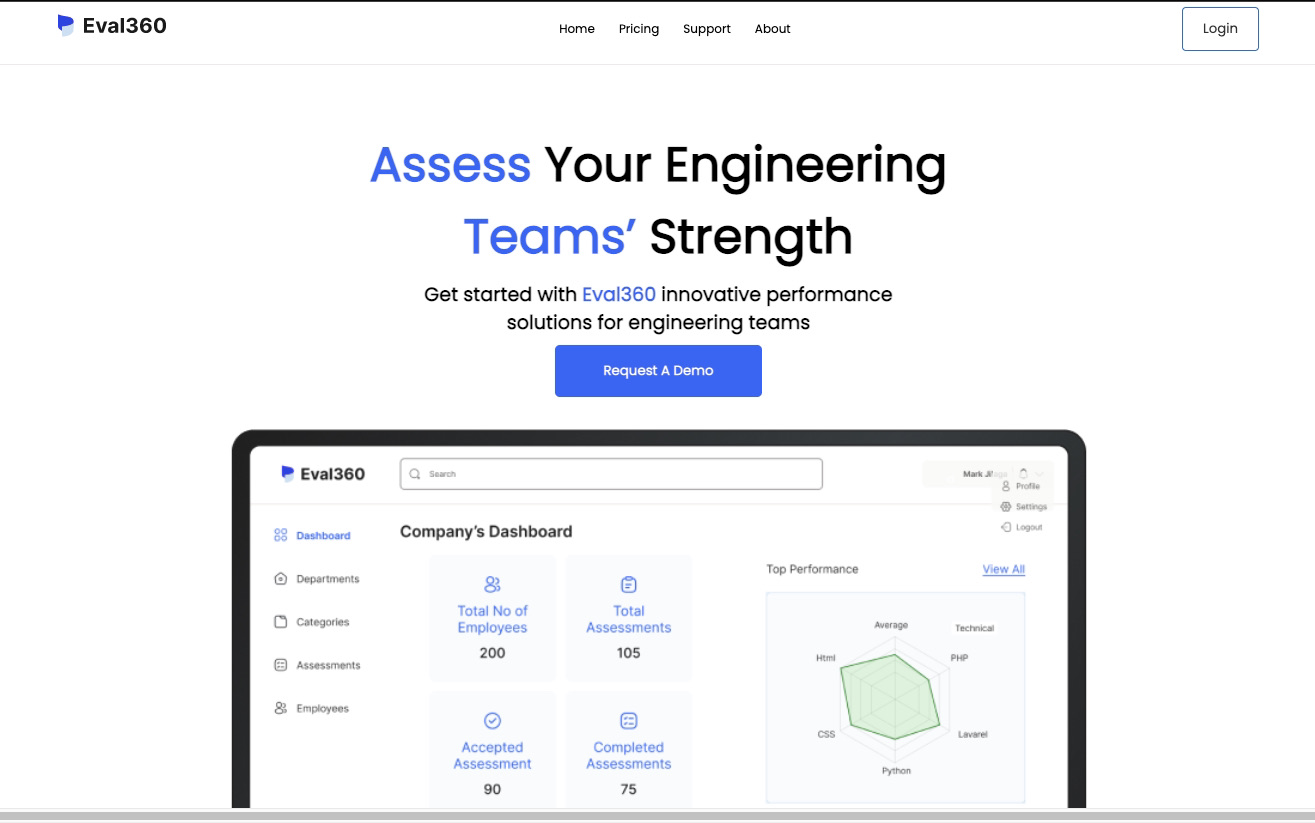 Eval360
Home Pricing Support About
Login
Assess Your Engineering
Teams’ Strength
Get started with Eval360 innovative performance
solutions for engineering teams
Request A Demo
Eval360
Search
Mark
Profile
Settings
Logout
Dashboard
Departments
Categories
Assessments
Employees
Company’s Dashboard
Total No of
Employees
200
Total
Assessments
105
Accepted
Assessment
90
Completed
Assessments
75
Top Performance
View All
Average
Technical
Html
PHP
CSS
Lavarel
Python